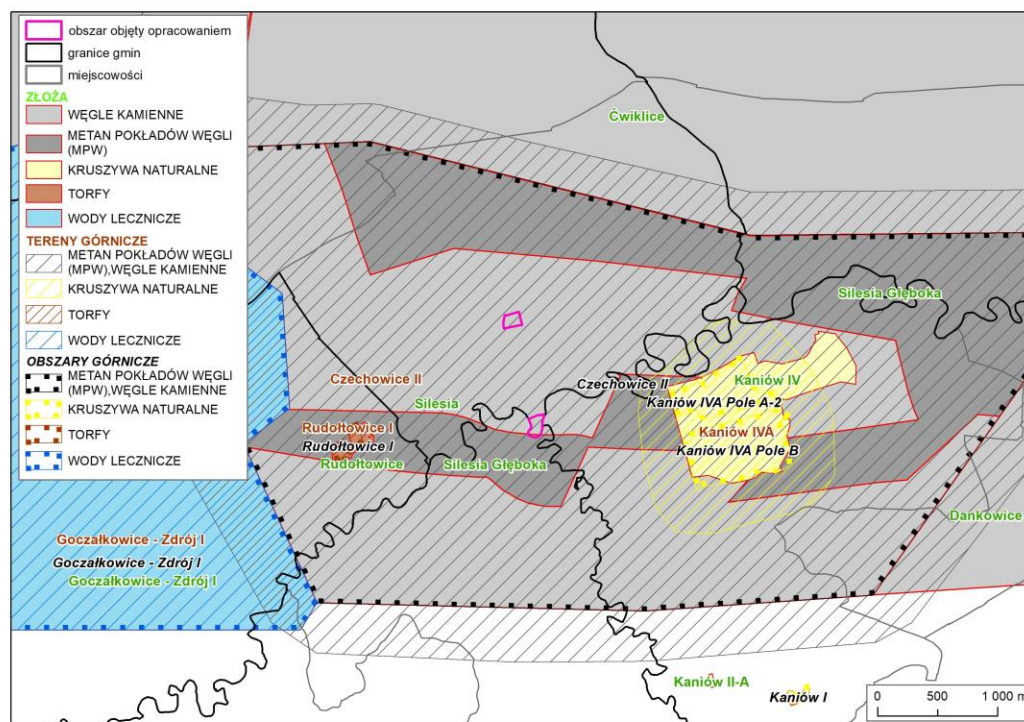 obszar objęty opracowaniem
granice gmin
miejscowości
ZŁOŻA
WĘGLE KAMIENNE
METAN POKŁADÓW WĘGLI
(MPW)
KRUSZYWA NATURALNE
TORFY
WODY LECZNICZE
TERENY GÓRNICZE
METAN POKŁADÓW WĘGLI
(MPW),WĘGLE KAMIENNE
KRUSZYWA NATURALNE
TORFY
WODY LECZNICZE
OBSZARY GÓRNICZE
METAN POKŁADÓW WĘGLI
(MPW),WĘGLE KAMIENNE
KRUSZYWA NATURALNE
TORFY
WODY LECZNICZE
Ćwiklice
Silesia Głęboka
Czechowice II
Czechowice II
Kaniów IV
Silesia
Kaniów IVA Pole A-2
Rudołtowice I
Kaniów IVA
Rudołtowice I
Kaniów IVA Pole B
Rudołtowice
Silesia Głęboka
Dankowice
Goczałkowice - Zdrój I
Goczałkowice - Zdrój I
Goczałkowice - Zdrój I
Kaniów II-A
Kaniów I
0 500 1 000 m